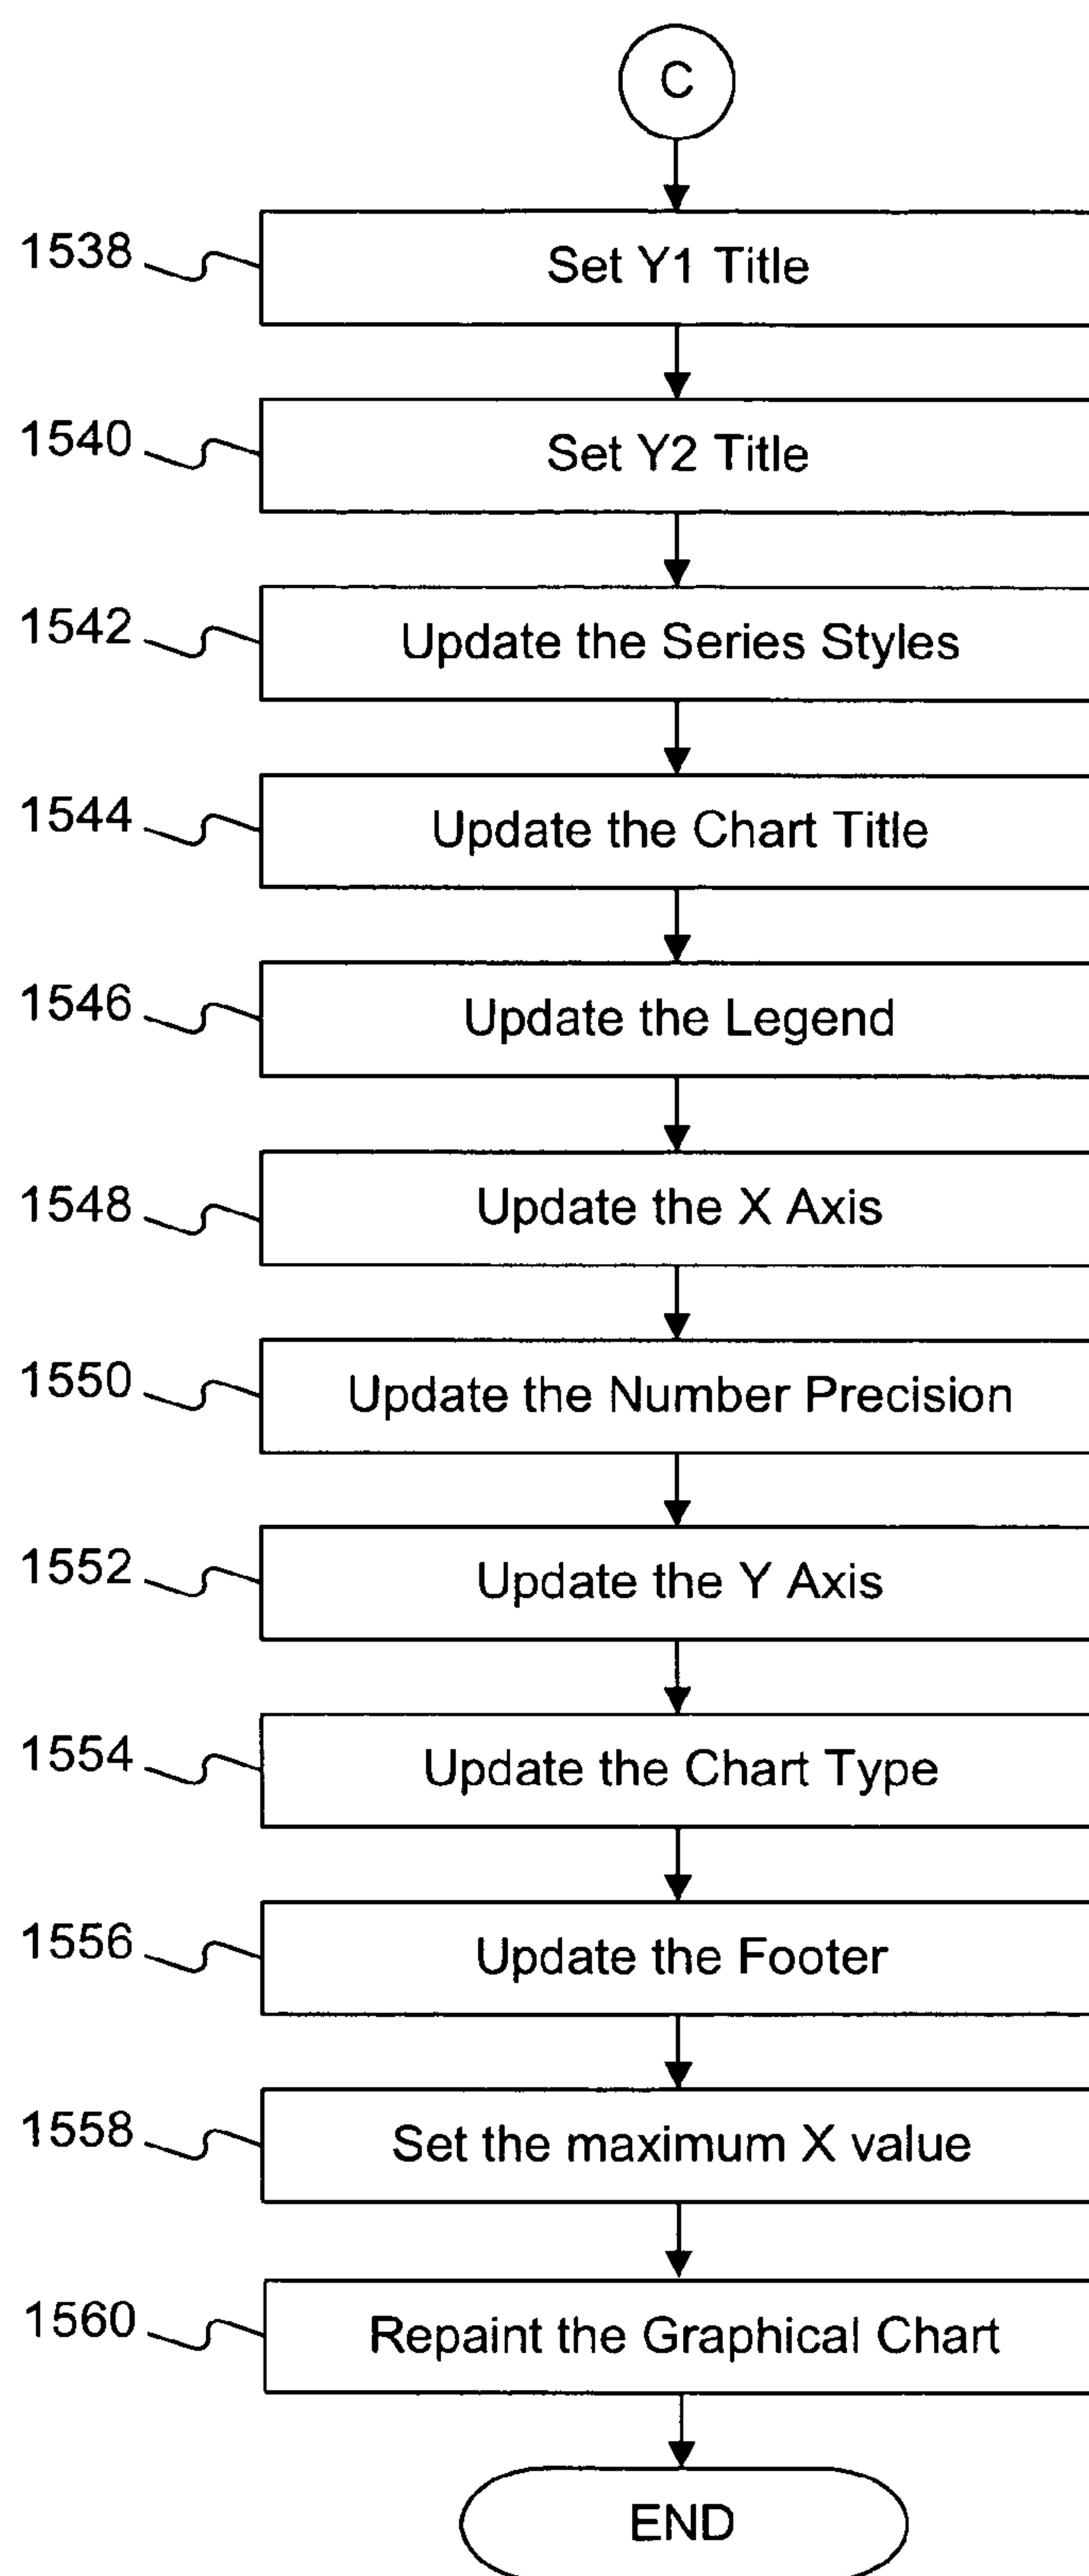 C
1538 Set Y1 Title
1540 Set Y2 Title
1542 Update the Series Styles
1544 Update the Chart Title
1546 Update the Legend
1548 Update the X Axis
1550 Update the Number Precision
1552 Update the Y Axis
1554 Update the Chart Type
1556 Update the Footer
1558 Set the maximum X value
1560 Repaint the Graphical Chart
END